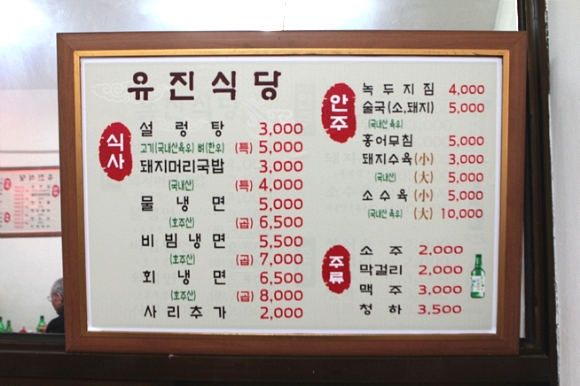 유진식당
식사
설렁탕 3,000
고기(국내산육우) 뼈(한우) (특) 5,000
돼지머리국밥 3,000
(국내산) (특) 4,000
물냉면 5,000
(호주산) (곱) 6,500
비빔냉면 5,500
(호주산) (곱) 7,000
회냉면 6,500
(호주산) (곱) 8,000
사리추가 2,000
안주
녹두지짐 4,000
술국(소,돼지) 5,000
(국내산육우)
홍어무침 5,000
돼지수육(小) 3,000
(국내산) (大) 5,000
소수육(小) 5,000
(국내산 육우) (大) 10,000
주류
소주 2,000
막걸리 2,000
맥주 3,000
청하 3,500